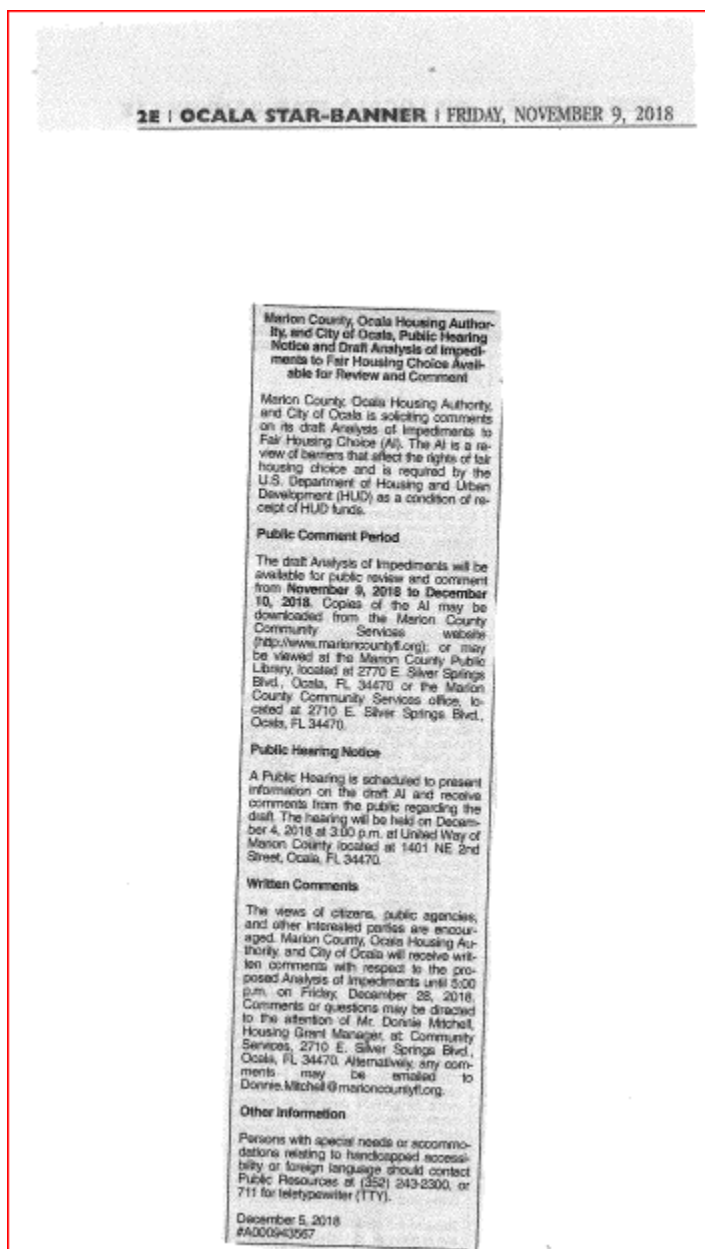 2E | OCALA STAR-BANNER | FRIDAY, NOVEMBER 9, 2018
Marion County, Ocala Housing Author-
ity, and City of Ocala, Public Hearing
Notice and Draft Analysis of Impedi-
ments to Fair Housing Choice Avail-
able for Review and Comment
Marion County, Ocala Housing Authority,
and City of Ocala is soliciting comments
on its draft Analysis of Impediments to
Fair Housing Choice (AI). The AI is a re-
view of barriers that affect the rights of fair
housing choice and is required by the
U.S. Department of Housing and Urban
Development (HUD) as a condition of re-
ceipt of HUD funds.
Public Comment Period
The draft Analysis of Impediments will be
available for public review and comment
from November 9, 2018 to December
10, 2018. Copies of the AI may be
downloaded from the Marion County
Community Services website
(http://www.marioncountyfl.org); or may
be viewed at the Marion County Public
Library, located at 2770 E. Silver Springs
Blvd., Ocala, FL 34470 or the Marion
County Community Services office, lo-
cated at 2710 E. Silver Springs Blvd.,
Ocala, FL 34470.
Public Hearing Notice
A Public Hearing is scheduled to present
information on the draft AI and receive
comments from the public regarding the
draft. The hearing will be held on Decem-
ber 4, 2018 at 3:00 p.m. at United Way of
Marion County located at 1401 NE 2nd
Street, Ocala, FL 34470.
Written Comments
The views of citizens, public agencies,
and other interested parties are encour-
aged. Marion County, Ocala Housing Au-
thority, and City of Ocala will receive writ-
ten comments with respect to the pro-
posed Analysis of Impediments until 5:00
p.m. on Friday, December 28, 2018.
Comments or questions may be directed
to the attention of Mr. Donnie Mitchell,
Housing Grant Manager, at: Community
Services, 2710 E. Silver Springs Blvd.,
Ocala, FL 34470. Alternatively, any com-
ments may be emailed to
Donnie.Mitchell@marioncountyfl.org.
Other Information
Persons with special needs or accommo-
dations relating to handicapped accessi-
bility or foreign language should contact
Public Resources at (352) 243-2300, or
711 for teletypewriter (TTY).
December 5, 2018
#A000943567